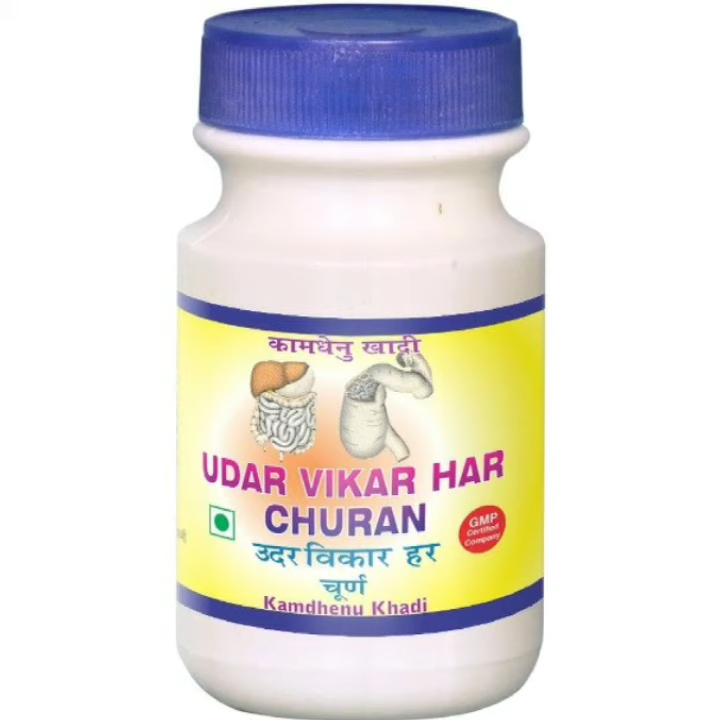 कामधेनु खादी
UDAR VIKAR HAR
CHURAN
GMP
Certified
Company
उदर विकार हर
चूर्ण
Kamdhenu Khadi